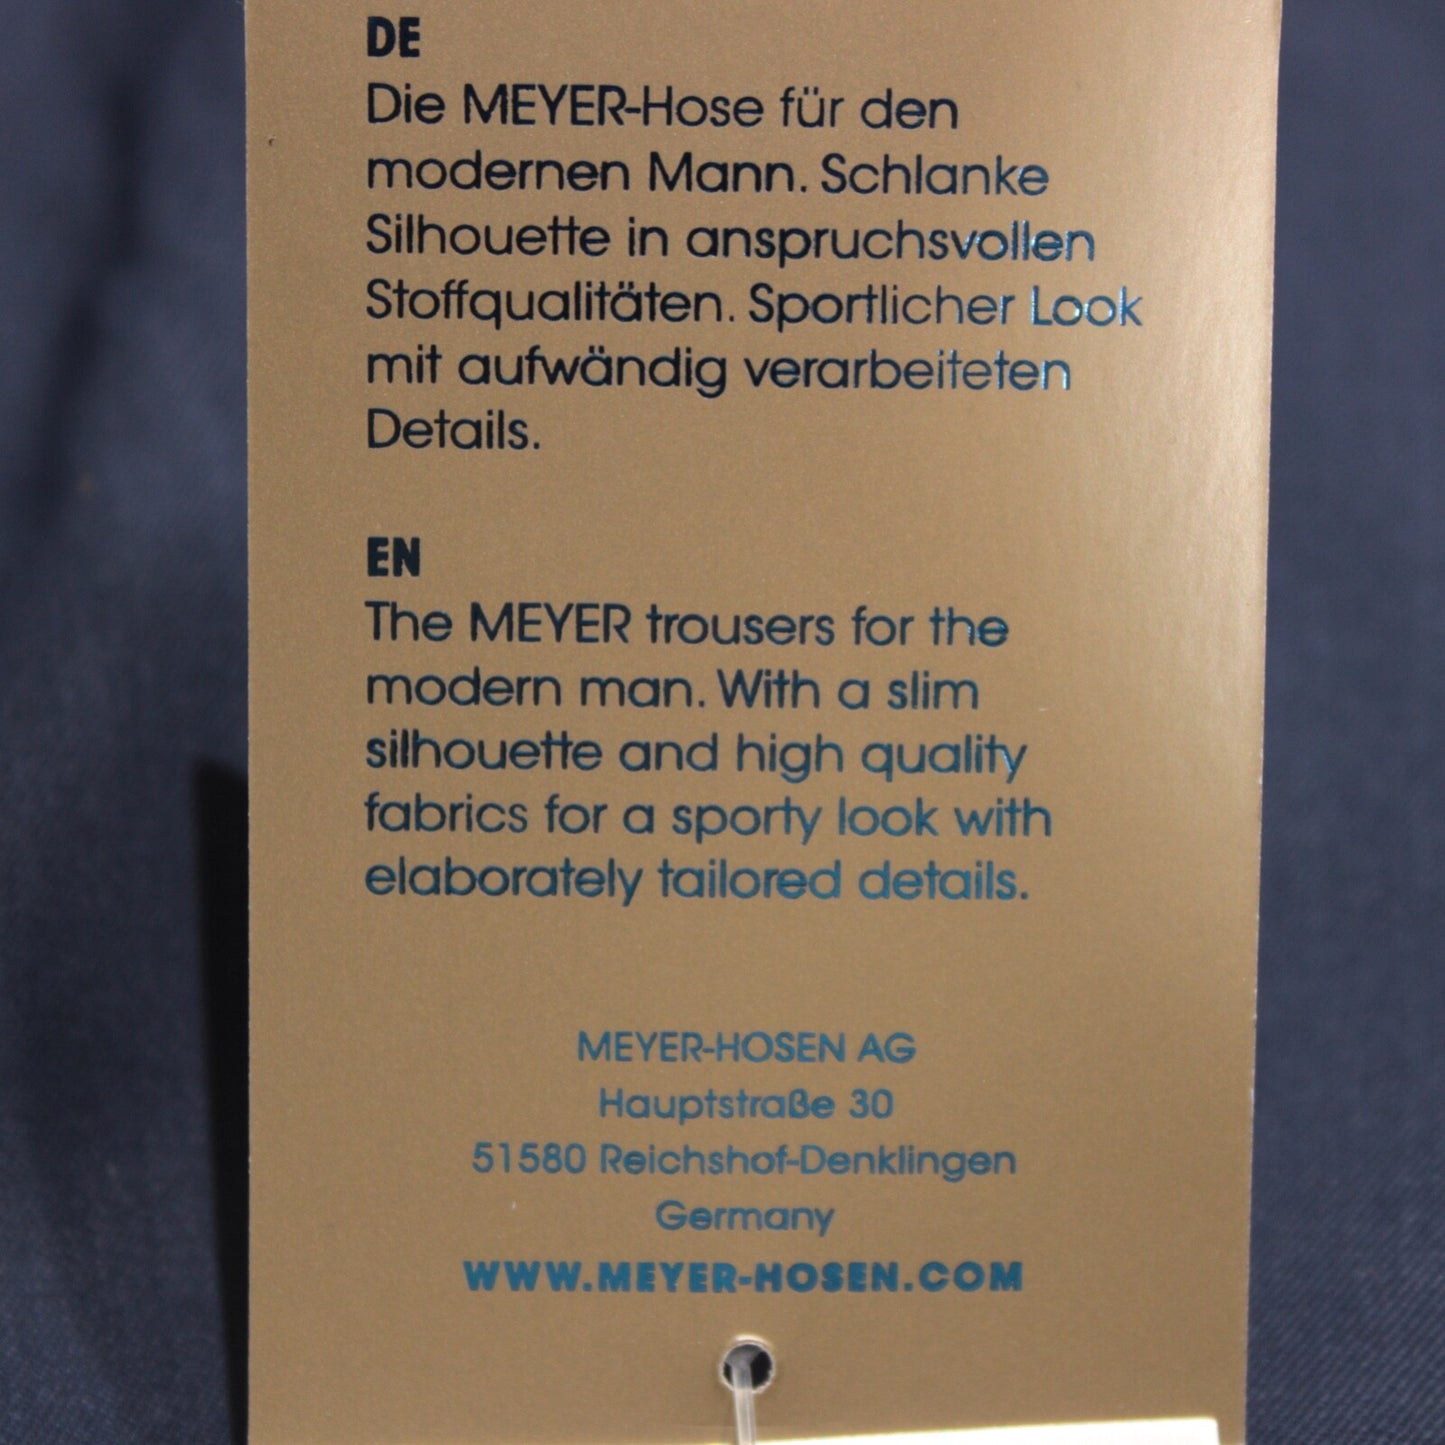 DE
Die MEYER-Hose für den
modernen Mann. Schlanke
Silhouette in anspruchsvollen
Stoffqualitäten. Sportlicher Look
mit aufwändig verarbeiteten
Details.
EN
The MEYER trousers for the
modern man. With a slim
silhouette and high quality
fabrics for a sporty look with
elaborately tailored details.
MEYER-HOSEN AG
Hauptstraße 30
51580 Reichshof-Denklingen
Germany
WWW.MEYER-HOSEN.COM